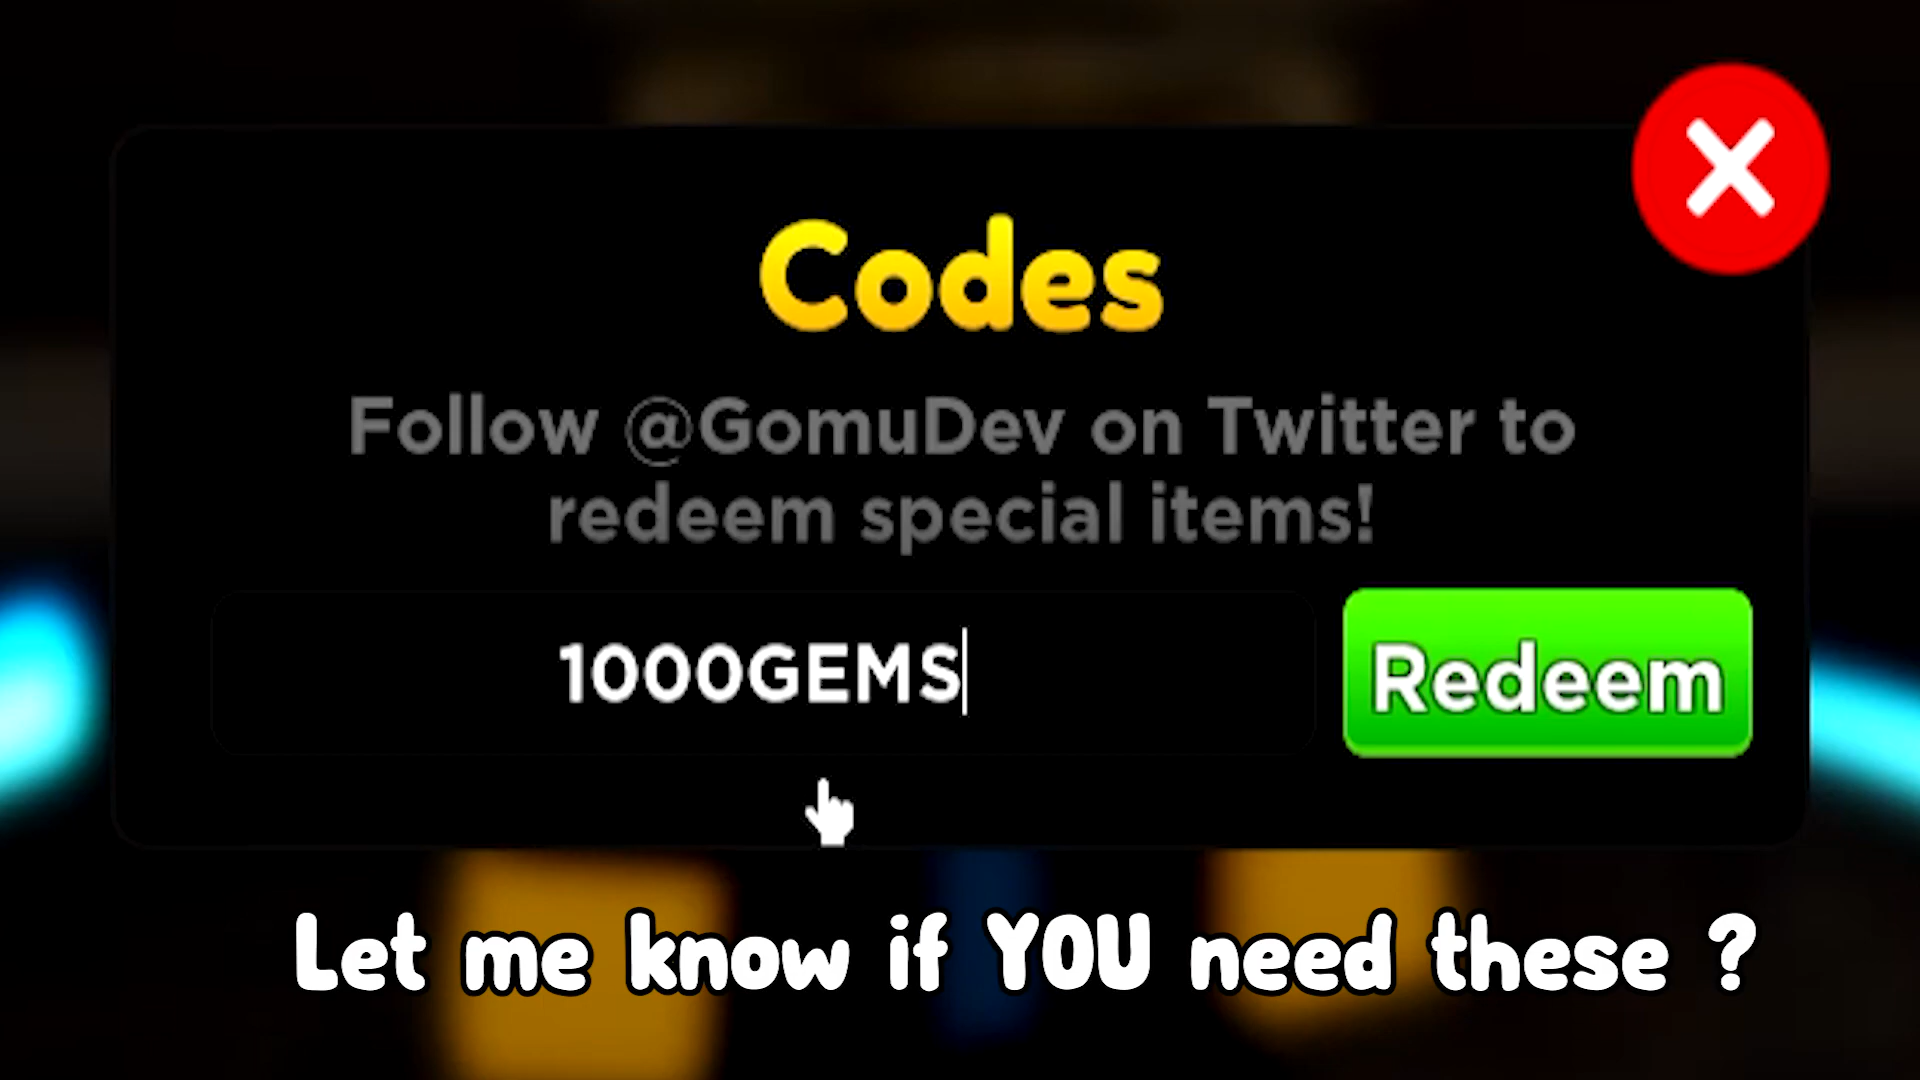 Codes
Follow @GomuDev on Twitter to
redeem special items!
1000GEMS
Redeem
Let me know if YOU need these ?